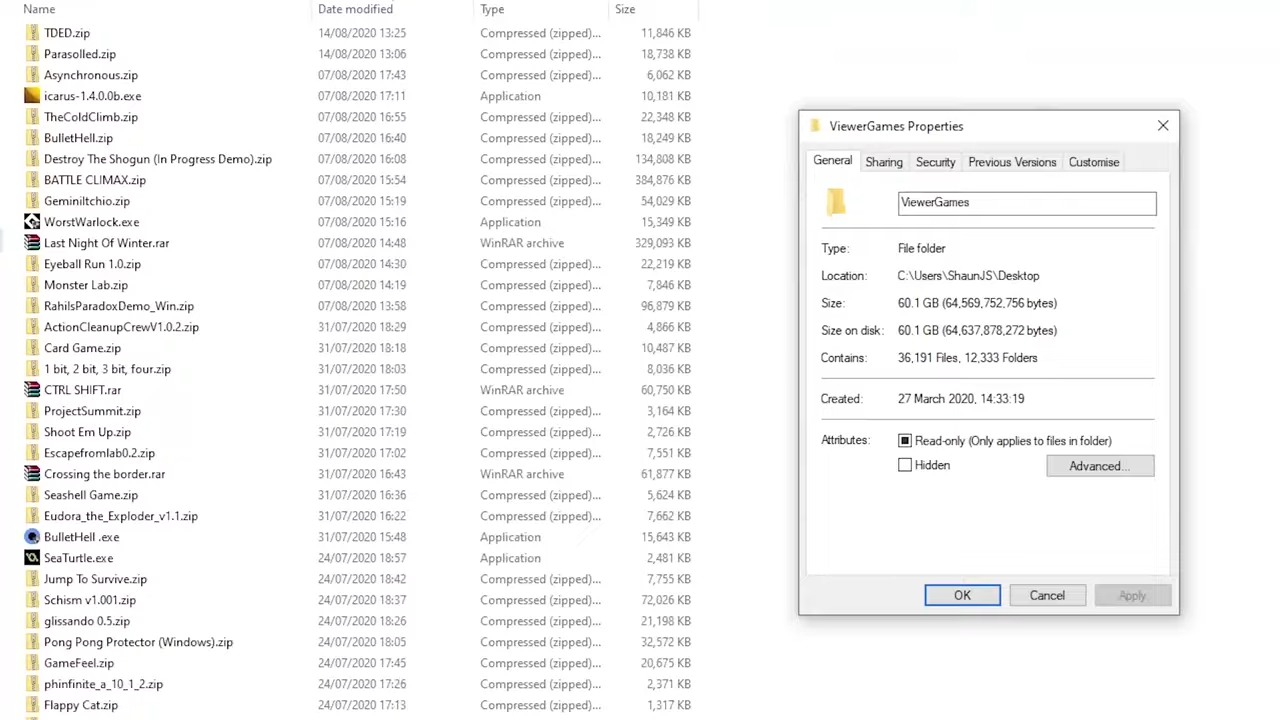 Name Date modified Type Size
TDED.zip 14/08/2020 13:25 Compressed (zipped)... 11,846 KB
Parasolled.zip 14/08/2020 13:06 Compressed (zipped)... 18,738 KB
Asynchronous.zip 07/08/2020 17:43 Compressed (zipped)... 6,062 KB
icarus-1.4.0.0b.exe 07/08/2020 17:11 Application 10,181 KB
TheColdClimb.zip 07/08/2020 16:55 Compressed (zipped)... 22,348 KB
BulletHell.zip 07/08/2020 16:40 Compressed (zipped)... 18,249 KB
Destroy The Shogun (In Progress Demo).zip 07/08/2020 16:08 Compressed (zipped)... 134,808 KB
BATTLE CLIMAX.zip 07/08/2020 15:54 Compressed (zipped)... 384,876 KB
GeminiItchio.zip 07/08/2020 15:19 Compressed (zipped)... 54,029 KB
WorstWarlock.exe 07/08/2020 15:16 Application 15,349 KB
Last Night Of Winter.rar 07/08/2020 14:48 WinRAR archive 329,093 KB
Eyeball Run 1.0.zip 07/08/2020 14:30 Compressed (zipped)... 22,219 KB
Monster Lab.zip 07/08/2020 14:19 Compressed (zipped)... 7,846 KB
RahilsParadoxDemo_Win.zip 07/08/2020 13:58 Compressed (zipped)... 96,879 KB
ActionCleanupCrewV1.0.2.zip 31/07/2020 18:29 Compressed (zipped)... 4,866 KB
Card Game.zip 31/07/2020 18:18 Compressed (zipped)... 10,487 KB
1 bit, 2 bit, 3 bit, four.zip 31/07/2020 18:03 Compressed (zipped)... 8,036 KB
CTRL SHIFT.rar 31/07/2020 17:50 WinRAR archive 60,750 KB
ProjectSummit.zip 31/07/2020 17:30 Compressed (zipped)... 3,164 KB
Shoot Em Up.zip 31/07/2020 17:19 Compressed (zipped)... 2,726 KB
Escapefromlab0.2.zip 31/07/2020 17:02 Compressed (zipped)... 7,551 KB
Crossing the border.rar 31/07/2020 16:43 WinRAR archive 61,877 KB
Seashell Game.zip 31/07/2020 16:36 Compressed (zipped)... 5,624 KB
Eudora_the_Exploder_v1.1.zip 31/07/2020 16:22 Compressed (zipped)... 7,662 KB
BulletHell .exe 31/07/2020 15:48 Application 15,643 KB
SeaTurtle.exe 24/07/2020 18:57 Application 2,481 KB
Jump To Survive.zip 24/07/2020 18:42 Compressed (zipped)... 7,755 KB
Schism v1.001.zip 24/07/2020 18:37 Compressed (zipped)... 72,026 KB
glissando 0.5.zip 24/07/2020 18:26 Compressed (zipped)... 21,198 KB
Pong Pong Protector (Windows).zip 24/07/2020 18:05 Compressed (zipped)... 32,572 KB
GameFeel.zip 24/07/2020 17:45 Compressed (zipped)... 20,675 KB
phinfinite_a_10_1_2.zip 24/07/2020 17:26 Compressed (zipped)... 2,371 KB
Flappy Cat.zip 24/07/2020 17:13 Compressed (zipped)... 1,317 KB
ViewerGames Properties
General Sharing Security Previous Versions Customise
ViewerGames
Type: File folder
Location: C:\Users\ShaunJS\Desktop
Size: 60.1 GB (64,569,752,756 bytes)
Size on disk: 60.1 GB (64,637,878,272 bytes)
Contains: 36,191 Files, 12,333 Folders
Created: 27 March 2020, 14:33:19
Attributes: Read-only (Only applies to files in folder)
Hidden Advanced...
OK Cancel Apply